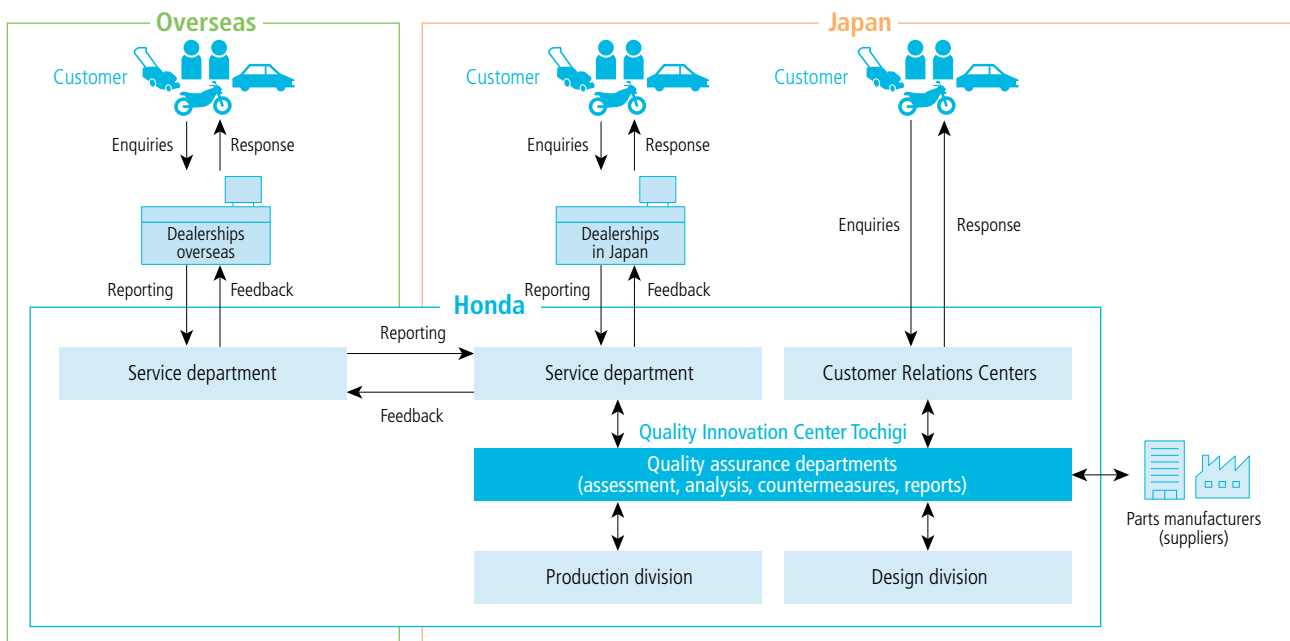 Overseas
Japan
Customer
Customer
Customer
Enquiries
Response
Enquiries
Response
Dealerships
overseas
Dealerships
in Japan
Enquiries
Response
Reporting
Feedback
Reporting
Feedback
Honda
Service department
Reporting
Feedback
Service department
Customer Relations Centers
Quality Innovation Center Tochigi
Quality assurance departments
(assessment, analysis, countermeasures, reports)
Parts manufacturers
(suppliers)
Production division
Design division